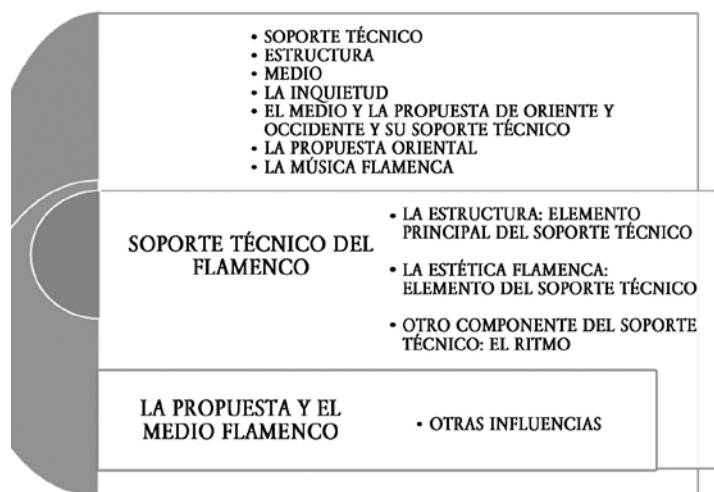 • SOPORTE TÉCNICO
• ESTRUCTURA
• MEDIO
• LA INQUIETUD
• EL MEDIO Y LA PROPUESTA DE ORIENTE Y
OCCIDENTE Y SU SOPORTE TÉCNICO
• LA PROPUESTA ORIENTAL
• LA MÚSICA FLAMENCA
SOPORTE TÉCNICO DEL
FLAMENCO
• LA ESTRUCTURA: ELEMENTO
PRINCIPAL DEL SOPORTE TÉCNICO
• LA ESTÉTICA FLAMENCA:
ELEMENTO DEL SOPORTE TÉCNICO
• OTRO COMPONENTE DEL SOPORTE
TÉCNICO: EL RITMO
LA PROPUESTA Y EL
MEDIO FLAMENCO
• OTRAS INFLUENCIAS